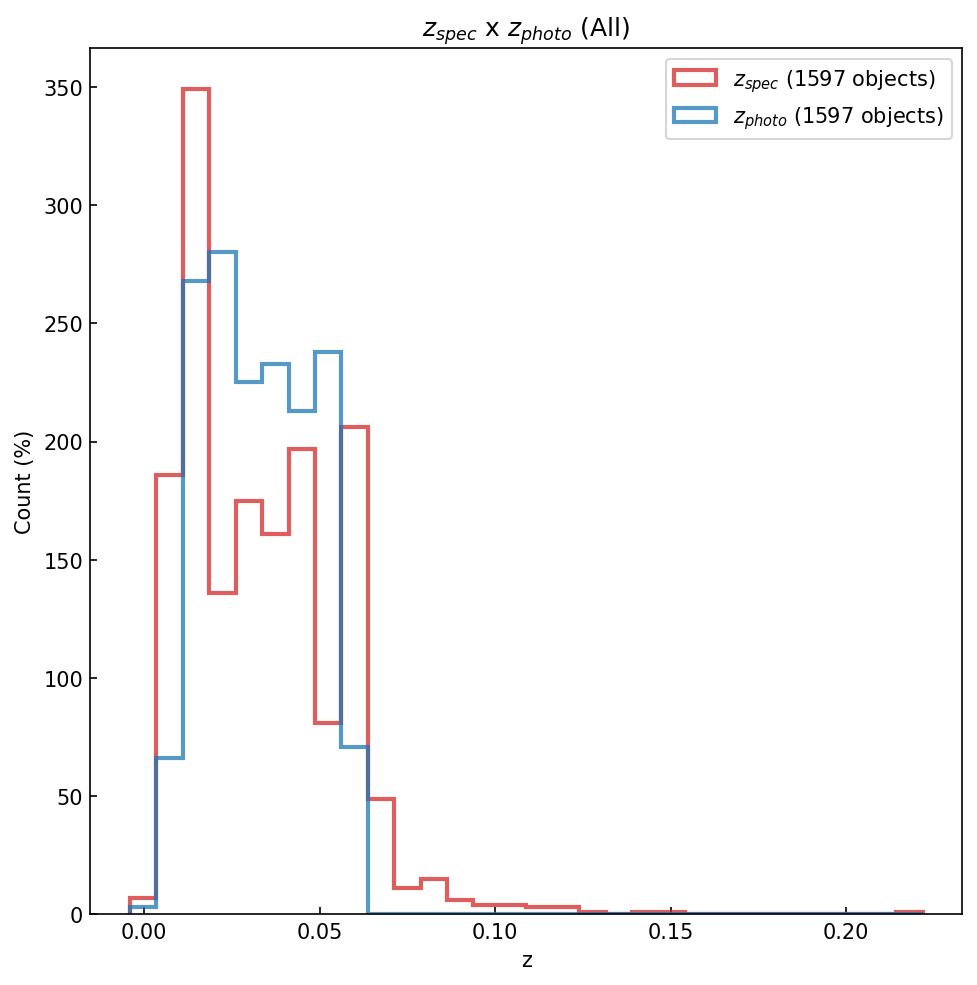 z_spec x z_photo (All)
z_spec (1597 objects)
z_photo (1597 objects)
Count (%)
350
300
250
200
150
100
50
0
0.00 0.05 0.10 0.15 0.20
z